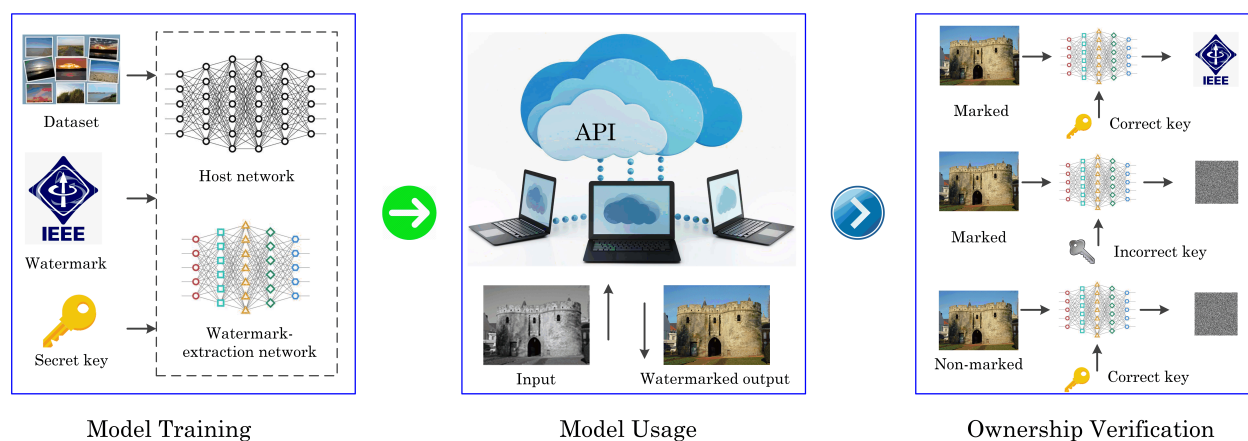 Dataset
IEEE
Watermark
Secret key
Host network
Watermark-
extraction network
Model Training
API
Input
Watermarked output
Model Usage
Marked
Correct key
IEEE
Marked
Incorrect key
Non-marked
Correct key
Ownership Verification